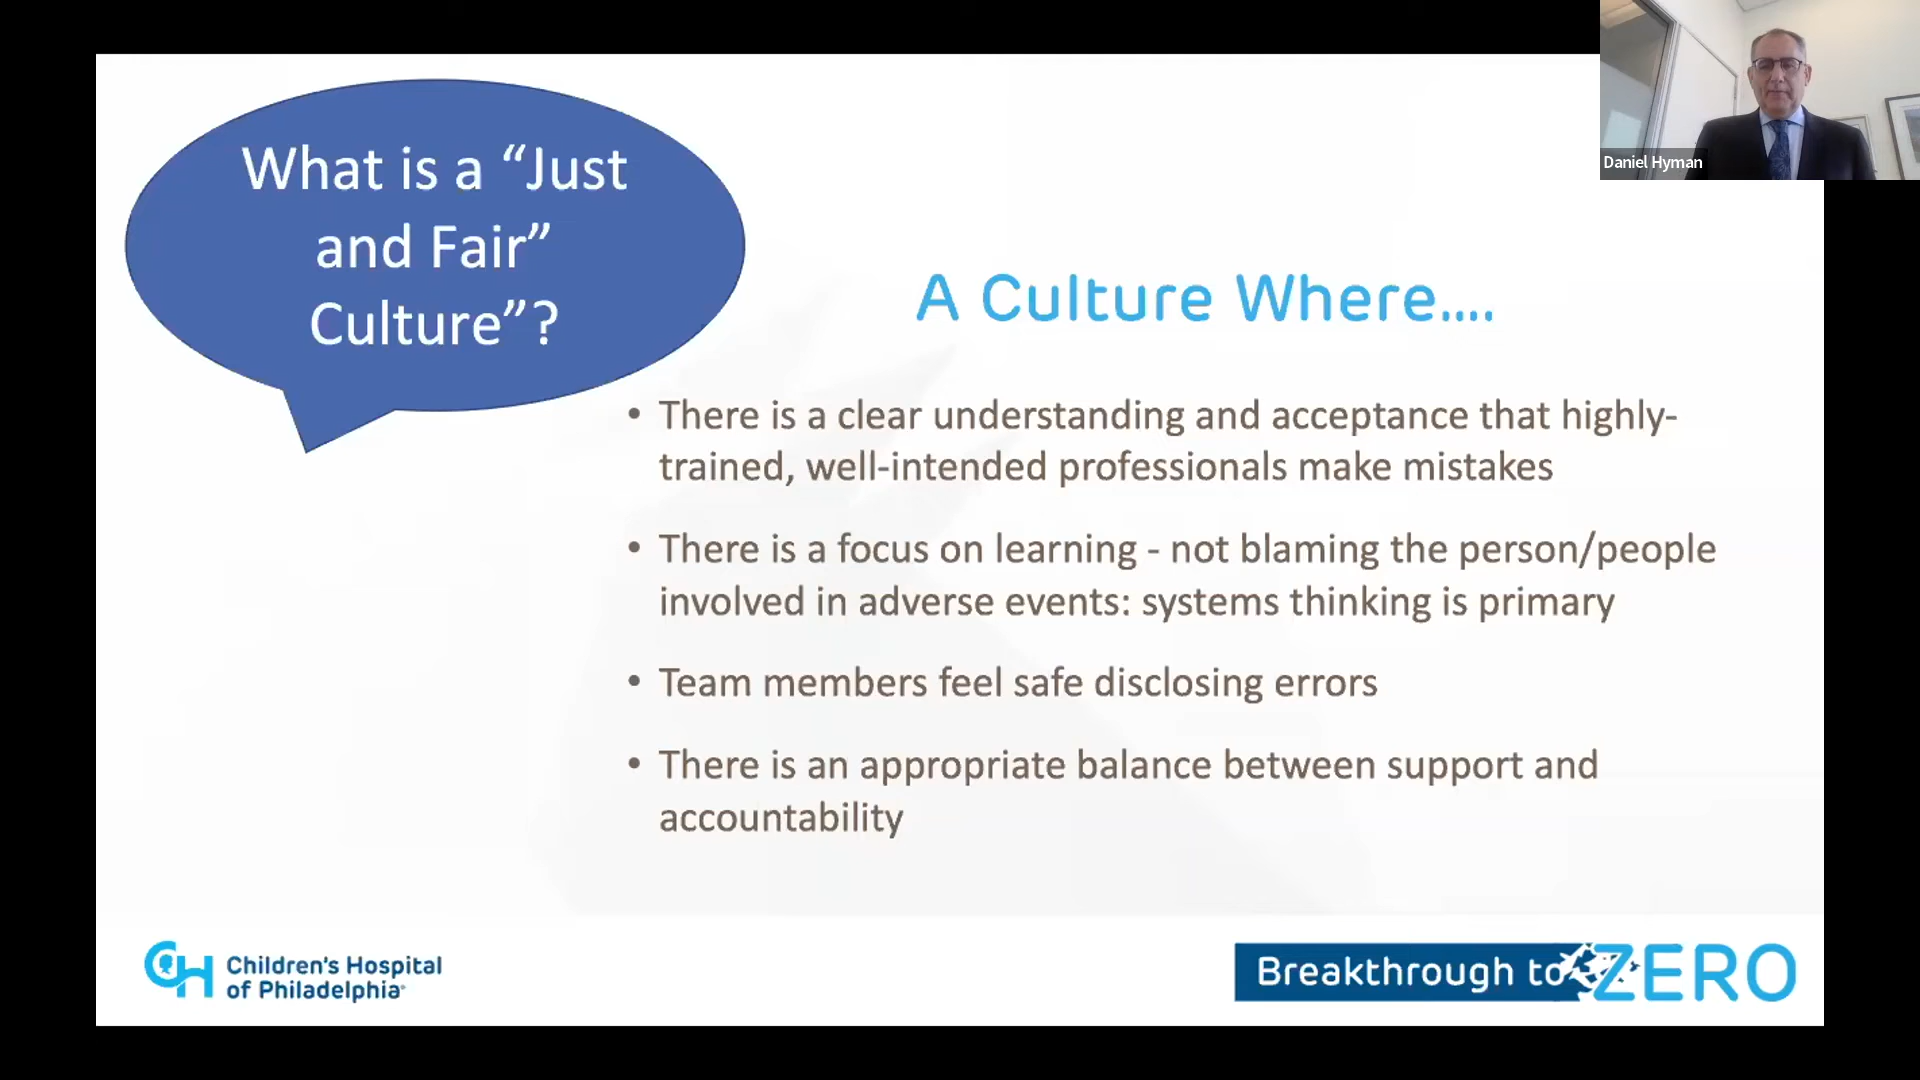 What is a “Just
and Fair”
Culture”?
Daniel Hyman
A Culture Where....
• There is a clear understanding and acceptance that highly-
trained, well-intended professionals make mistakes
• There is a focus on learning - not blaming the person/people
involved in adverse events: systems thinking is primary
• Team members feel safe disclosing errors
• There is an appropriate balance between support and
accountability
CH Children's Hospital
of Philadelphia
Breakthrough to ZERO